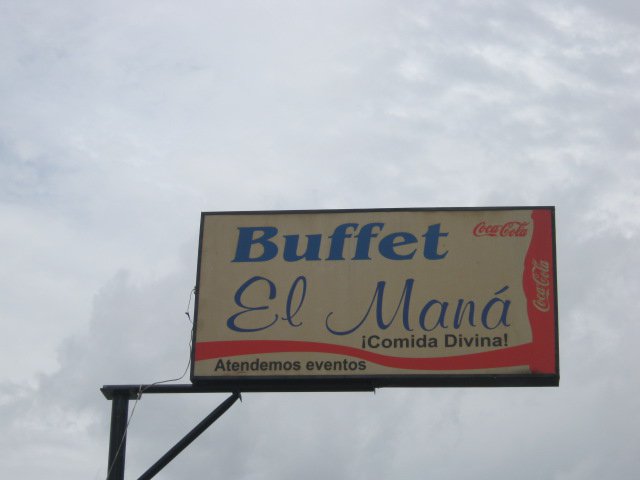 Buffet
Coca-Cola
Coca-Cola
El Maná
¡Comida Divina!
Atendemos eventos